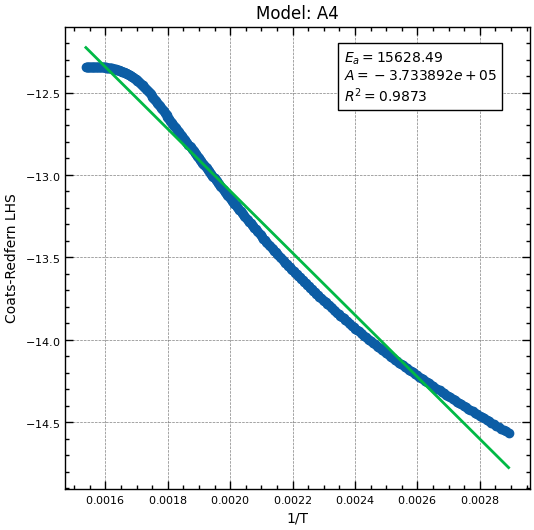 Model: A4
E_a = 15628.49
A = −3.733892e + 05
R² = 0.9873
Coats-Redfern LHS
−12.5
−13.0
−13.5
−14.0
−14.5
0.0016 0.0018 0.0020 0.0022 0.0024 0.0026 0.0028
1/T